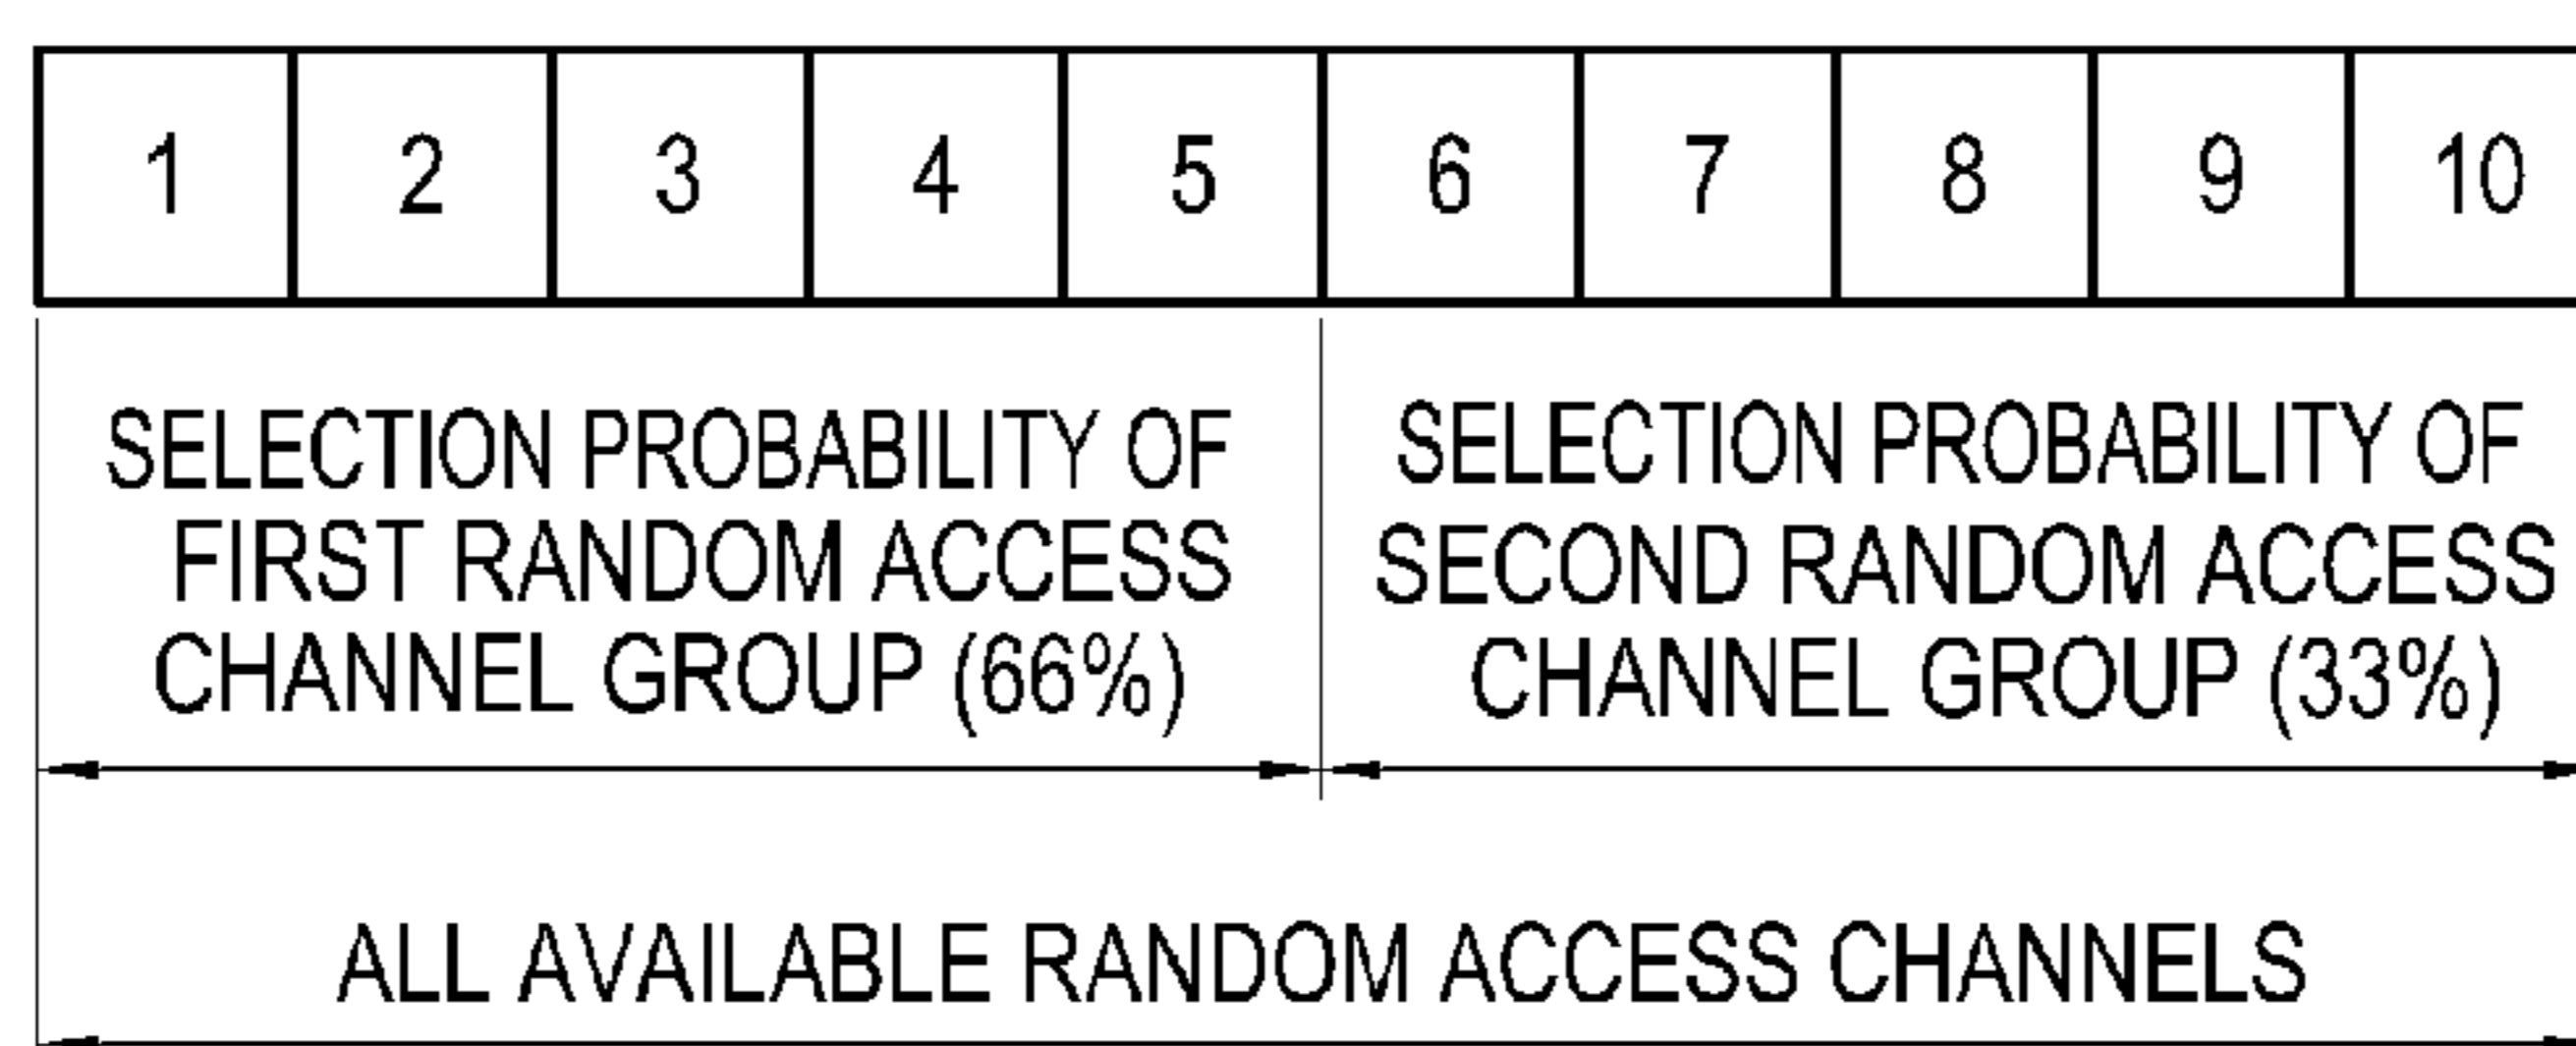 1 2 3 4 5 6 7 8 9 10
SELECTION PROBABILITY OF
FIRST RANDOM ACCESS
CHANNEL GROUP (66%)
SELECTION PROBABILITY OF
SECOND RANDOM ACCESS
CHANNEL GROUP (33%)
ALL AVAILABLE RANDOM ACCESS CHANNELS